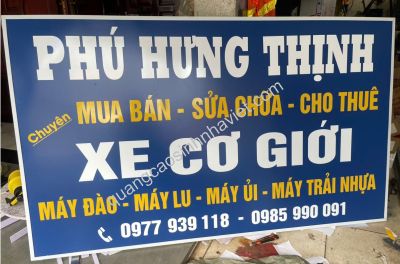 PHÚ HƯNG THỊNH
Chuyên MUA BÁN - SỬA CHỮA - CHO THUÊ
XE CƠ GIỚI
MÁY ĐÀO - MÁY LU - MÁY ỦI - MÁY TRẢI NHỰA
0977 939 118 - 0985 990 091